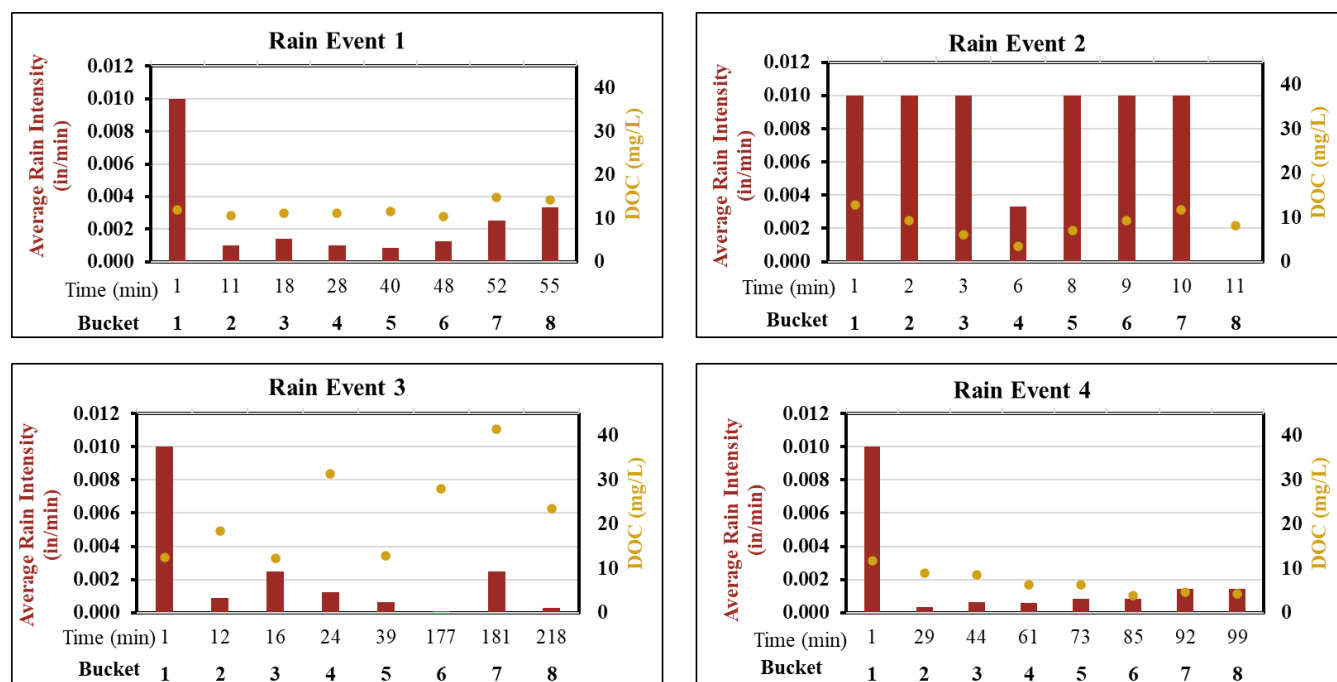 Rain Event 1
Average Rain Intensity
(in/min)
0.012
0.010
0.008
0.006
0.004
0.002
0.000
40
30
20
10
0
DOC (mg/L)
Time (min) 1 11 18 28 40 48 52 55
Bucket 1 2 3 4 5 6 7 8
Rain Event 2
Average Rain Intensity
(in/min)
0.012
0.010
0.008
0.006
0.004
0.002
0.000
40
30
20
10
0
DOC (mg/L)
Time (min) 1 2 3 6 8 9 10 11
Bucket 1 2 3 4 5 6 7 8
Rain Event 3
Average Rain Intensity
(in/min)
0.012
0.010
0.008
0.006
0.004
0.002
0.000
40
30
20
10
0
DOC (mg/L)
Time (min) 1 12 16 24 39 177 181 218
Bucket 1 2 3 4 5 6 7 8
Rain Event 4
Average Rain Intensity
(in/min)
0.012
0.010
0.008
0.006
0.004
0.002
0.000
40
30
20
10
0
DOC (mg/L)
Time (min) 1 29 44 61 73 85 92 99
Bucket 1 2 3 4 5 6 7 8